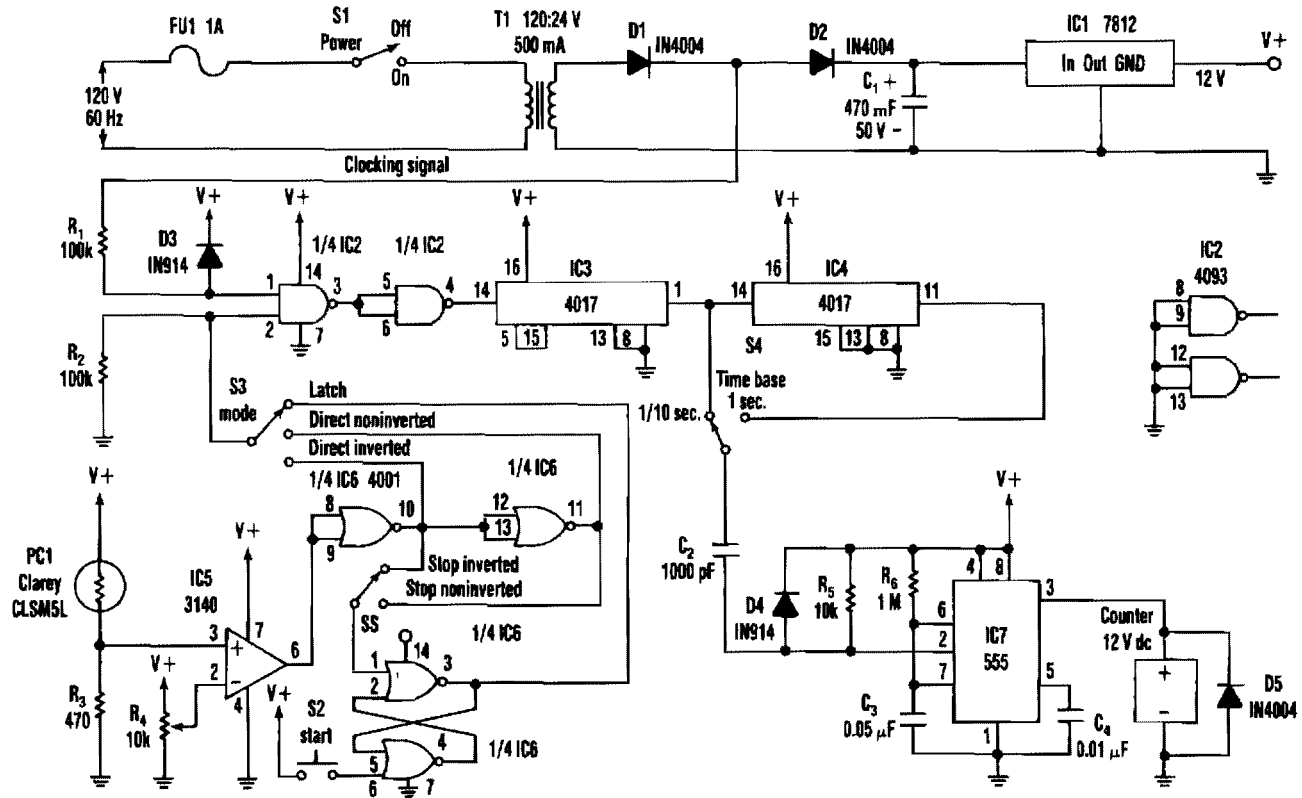 FU1 1A
S1
Power
Off
On
T1 120:24 V
500 mA
D1
IN4004
D2
IN4004
IC1 7812
In Out GND
V+
12 V
120 V
60 Hz
C1 +
470 mF
50 V -
Clocking signal
R1
100k
D3
IN914
V+
V+
14
1/4 IC2
1/4 IC2
1
2
3
7
5
6
4
V+
16
IC3
14
4017
1
5
15
13
8
V+
16
IC4
14
4017
11
15
13
8
IC2
4093
8
9
12
13
R2
100k
S3
mode
Latch
Direct noninverted
Direct inverted
S4
Time base
1 sec.
1/10 sec.
1/4 IC6 4001
8
9
10
1/4 IC6
12
13
11
V+
PC1
Clarey
CLSM5L
V+
IC5
3140
3
+
2
-
7
6
4
Stop inverted
Stop noninverted
SS
1/4 IC6
1
2
14
3
R3
470
V+
R4
10k
V+
S2
start
5
6
4
7
1/4 IC6
C2
1000 pF
D4
IN914
R5
10k
R6
1 M
V+
4
8
3
6
2
7
IC7
555
5
1
C3
0.05 µF
C4
0.01 µF
Counter
12 V dc
+
-
D5
IN4004